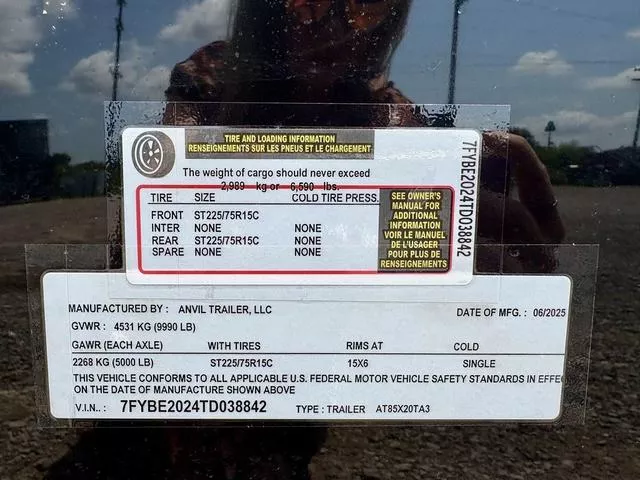 TIRE AND LOADING INFORMATION
RENSEIGNEMENTS SUR LES PNEUS ET LE CHARGEMENT
The weight of cargo should never exceed
2,989 kg or 6,590 lbs.
TIRE SIZE COLD TIRE PRESS.
FRONT ST225/75R15C
INTER NONE NONE
REAR ST225/75R15C NONE
SPARE NONE NONE
SEE OWNER'S
MANUAL FOR
ADDITIONAL
INFORMATION
VOIR LE MANUEL
DE L'USAGER
POUR PLUS DE
RENSEIGNEMENTS
7FYBE2024TD038842
MANUFACTURED BY : ANVIL TRAILER, LLC DATE OF MFG. : 06/2025
GVWR : 4531 KG (9990 LB)
GAWR (EACH AXLE) WITH TIRES RIMS AT COLD
2268 KG (5000 LB) ST225/75R15C 15X6 SINGLE
THIS VEHICLE CONFORMS TO ALL APPLICABLE U.S. FEDERAL MOTOR VEHICLE SAFETY STANDARDS IN EFFEC
ON THE DATE OF MANUFACTURE SHOWN ABOVE
V.I.N.. : 7FYBE2024TD038842 TYPE : TRAILER AT85X20TA3